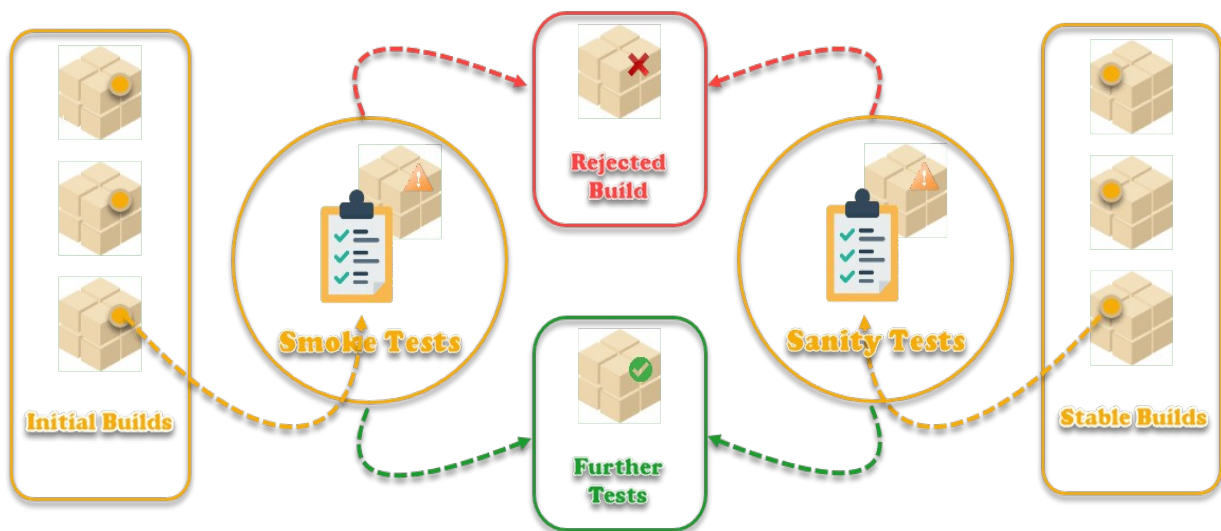 Rejected
Build
Smoke Tests
Sanity Tests
Initial Builds
Stable Builds
Further
Tests